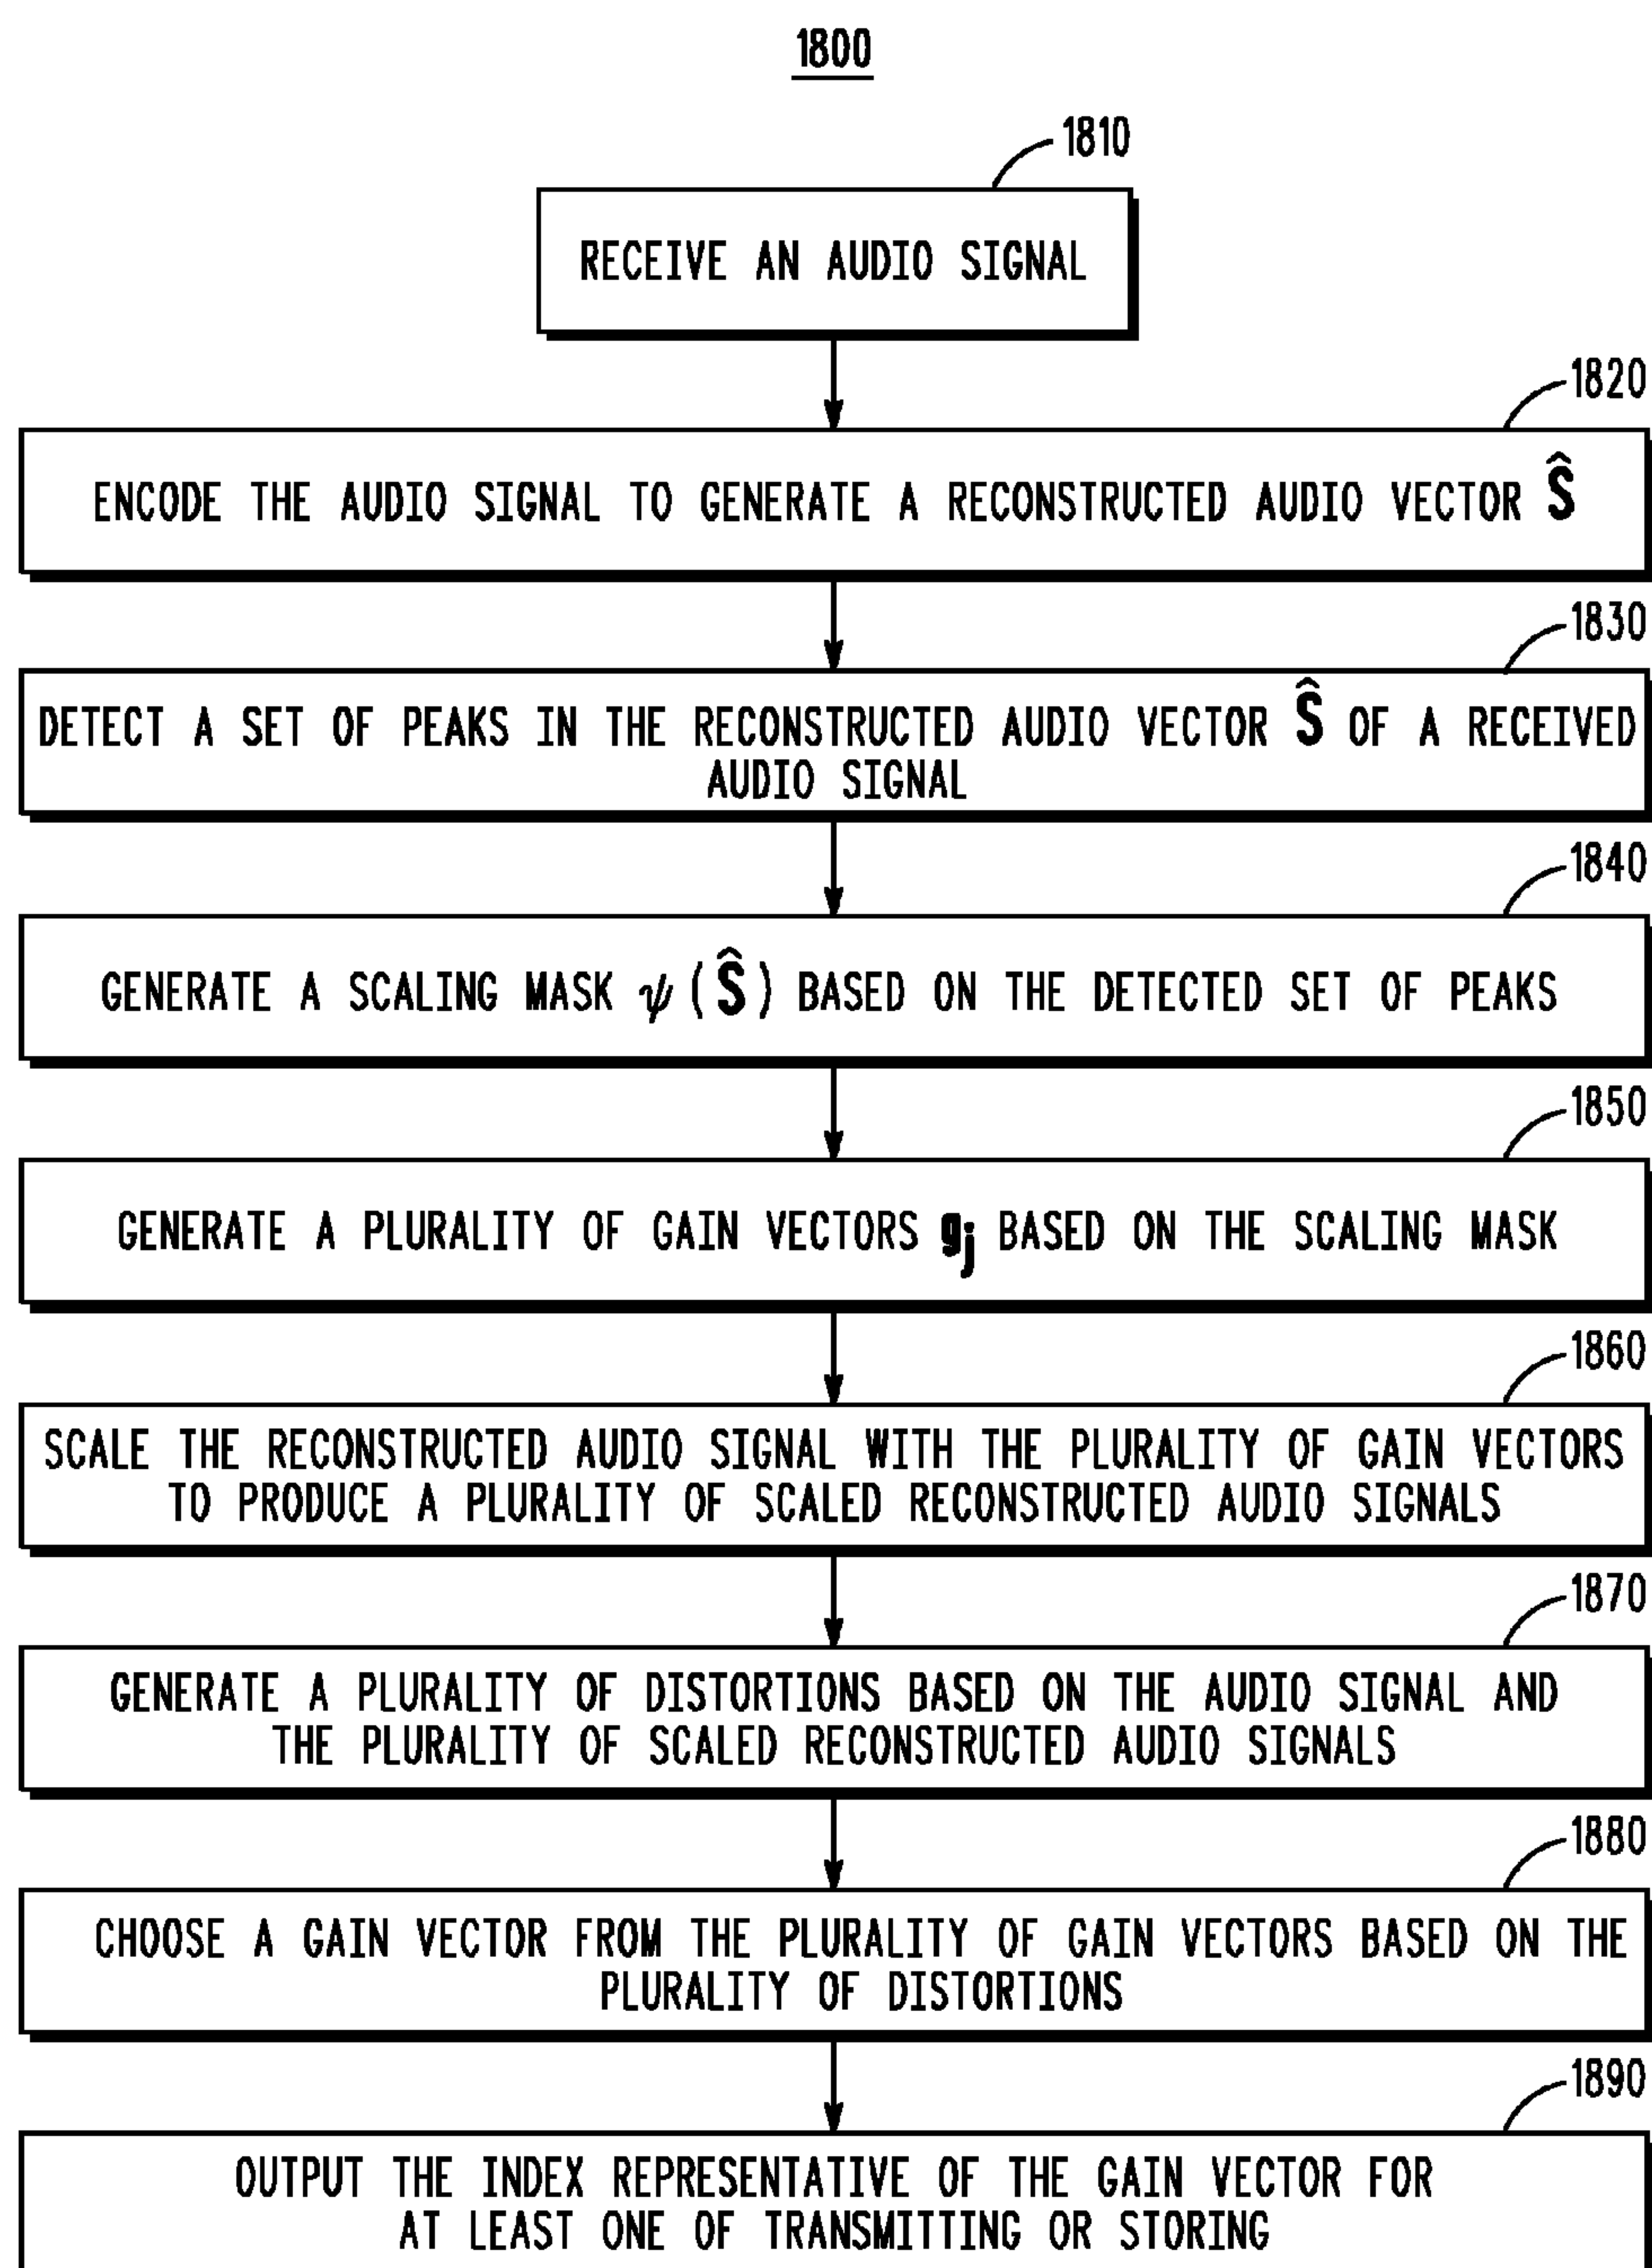 1800
1810
RECEIVE AN AUDIO SIGNAL
1820
ENCODE THE AUDIO SIGNAL TO GENERATE A RECONSTRUCTED AUDIO VECTOR Ŝ
1830
DETECT A SET OF PEAKS IN THE RECONSTRUCTED AUDIO VECTOR Ŝ OF A RECEIVED
AUDIO SIGNAL
1840
GENERATE A SCALING MASK ψ (Ŝ) BASED ON THE DETECTED SET OF PEAKS
1850
GENERATE A PLURALITY OF GAIN VECTORS gj BASED ON THE SCALING MASK
1860
SCALE THE RECONSTRUCTED AUDIO SIGNAL WITH THE PLURALITY OF GAIN VECTORS
TO PRODUCE A PLURALITY OF SCALED RECONSTRUCTED AUDIO SIGNALS
1870
GENERATE A PLURALITY OF DISTORTIONS BASED ON THE AUDIO SIGNAL AND
THE PLURALITY OF SCALED RECONSTRUCTED AUDIO SIGNALS
1880
CHOOSE A GAIN VECTOR FROM THE PLURALITY OF GAIN VECTORS BASED ON THE
PLURALITY OF DISTORTIONS
1890
OUTPUT THE INDEX REPRESENTATIVE OF THE GAIN VECTOR FOR
AT LEAST ONE OF TRANSMITTING OR STORING